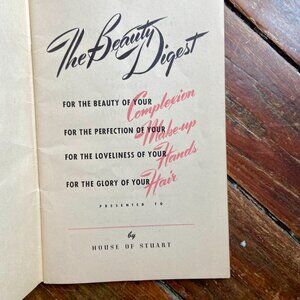 The Beauty
Digest
FOR THE BEAUTY OF YOUR Complexion
FOR THE PERFECTION OF YOUR Make-up
FOR THE LOVELINESS OF YOUR Hands
FOR THE GLORY OF YOUR Hair
PRESENTED TO
by
HOUSE OF STUART